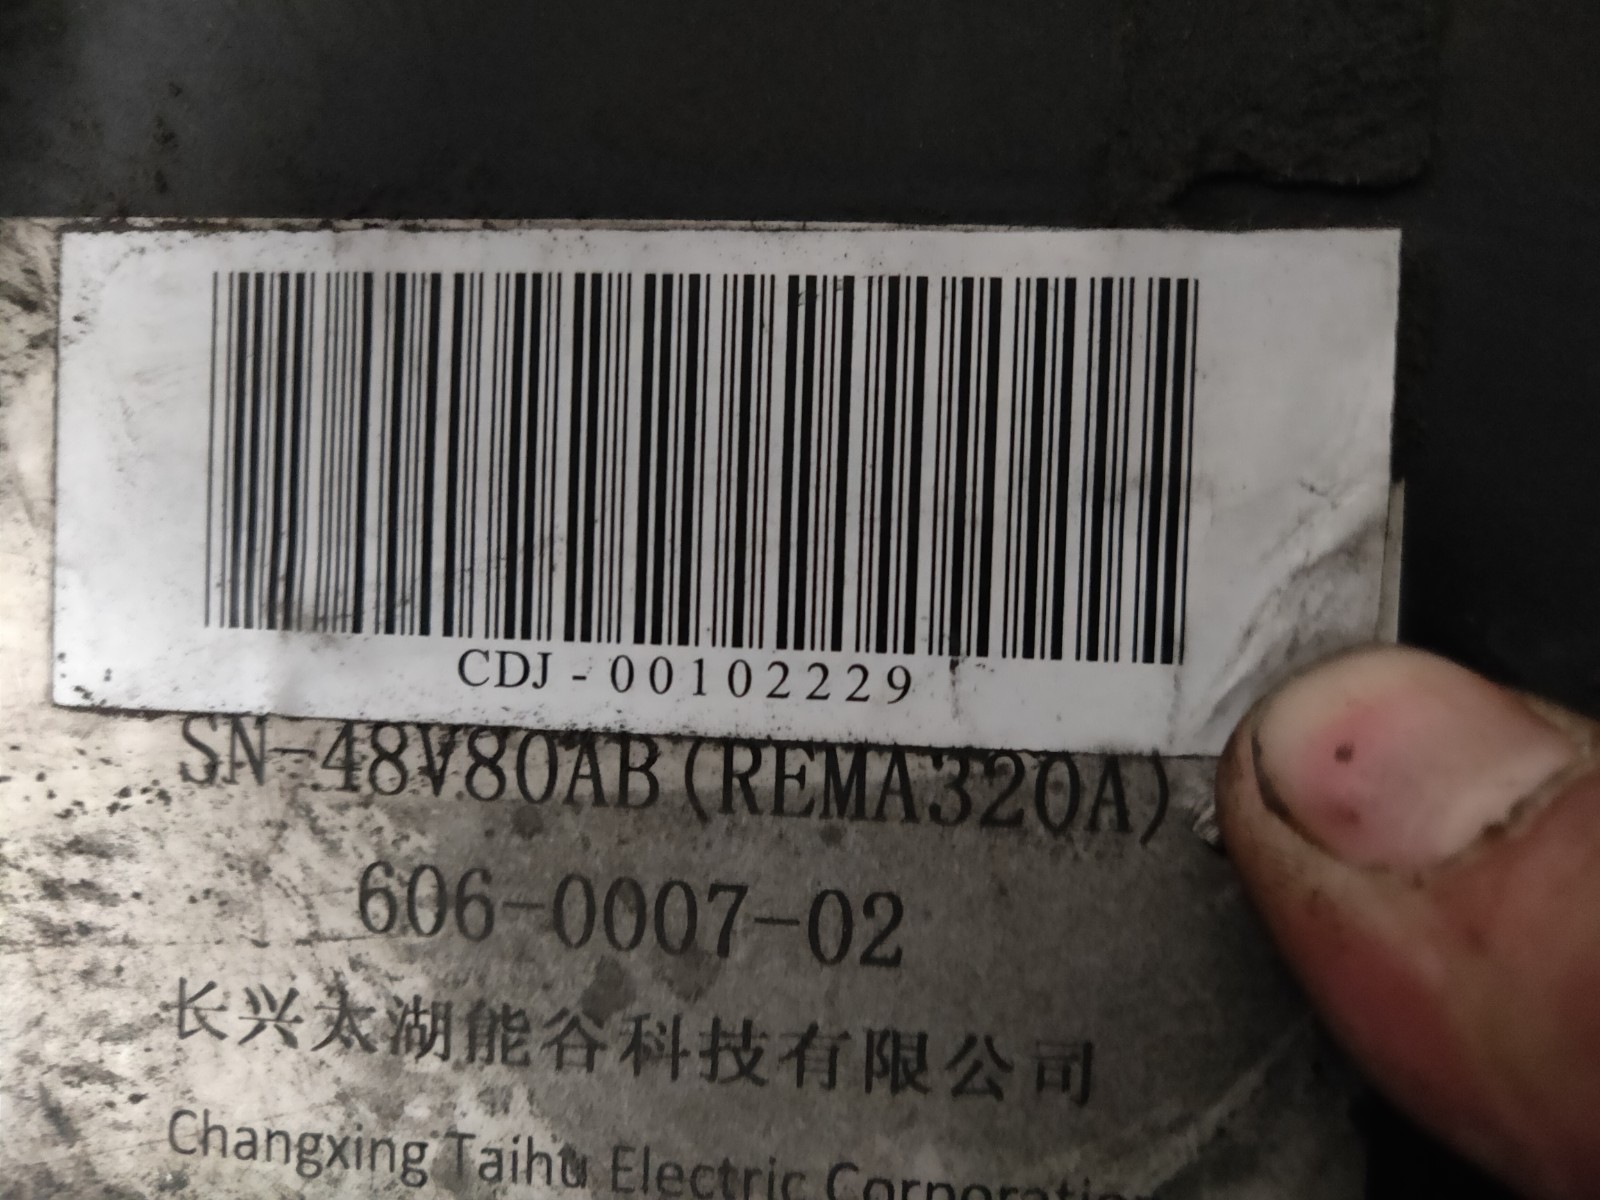 CDJ - 00102229
SN-48V80AB(REMA320A)
606-0007-02
长兴太湖能谷科技有限公司
Changxing Taihu Electric Corporation